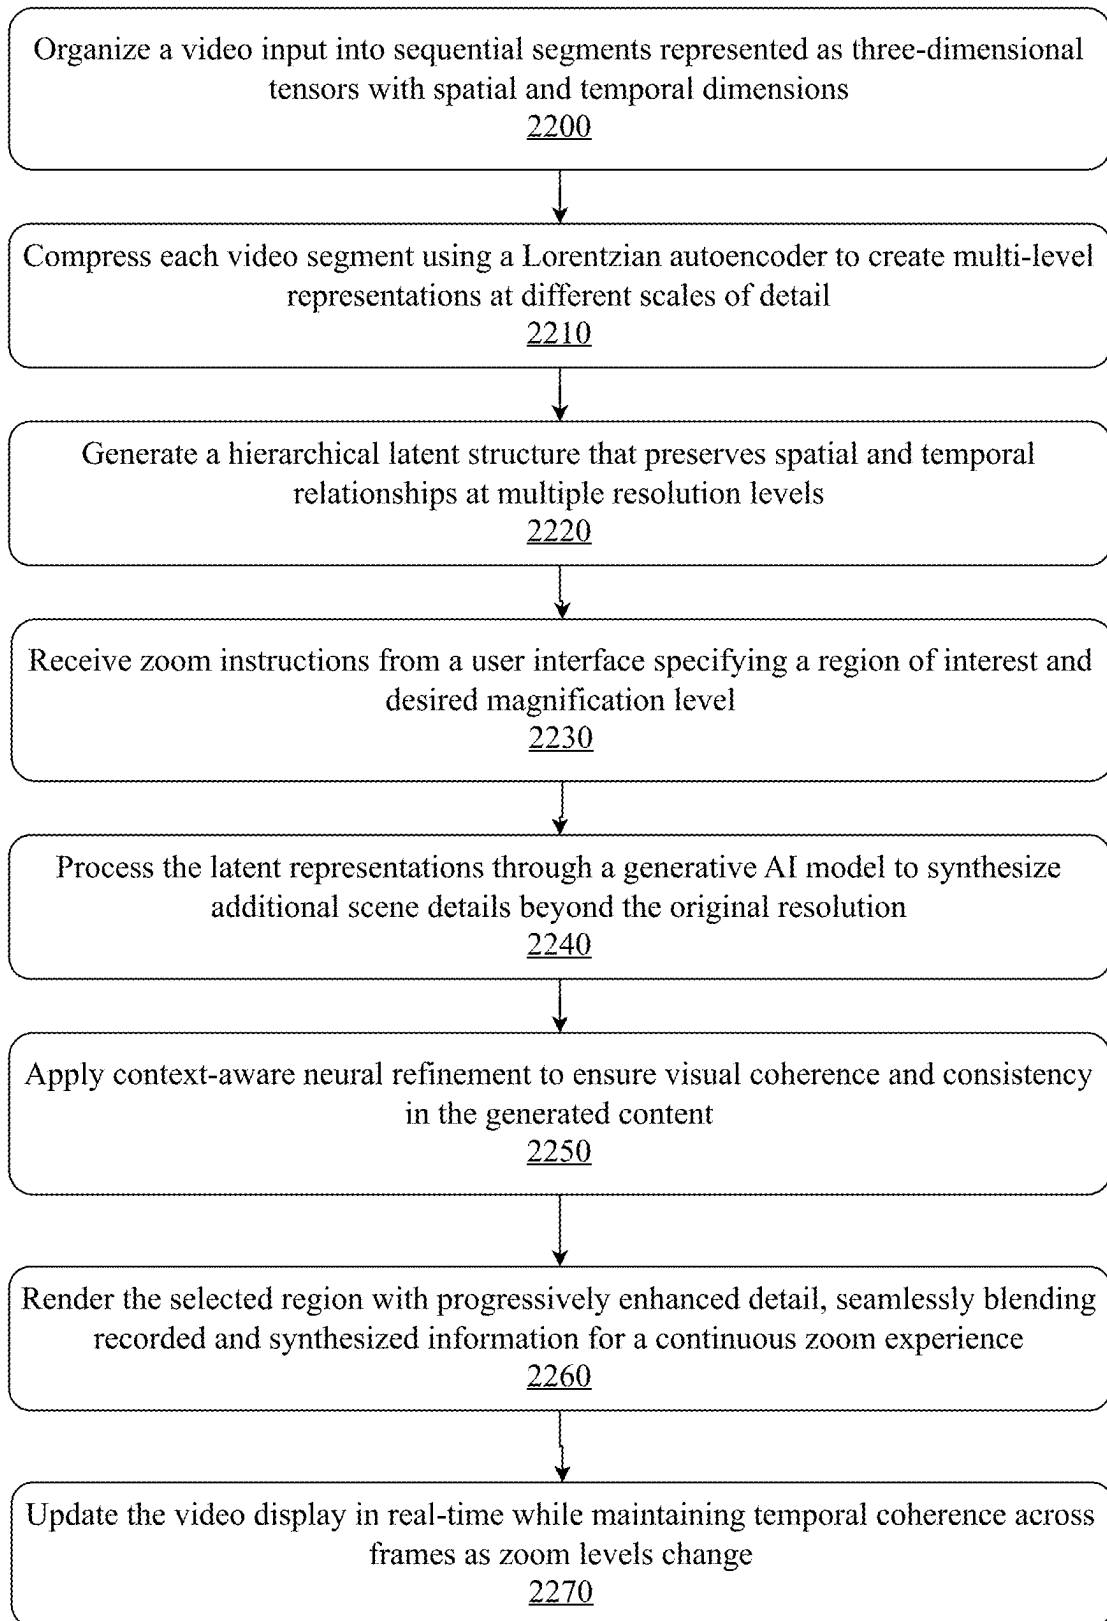 Organize a video input into sequential segments represented as three-dimensional
tensors with spatial and temporal dimensions
2200
Compress each video segment using a Lorentzian autoencoder to create multi-level
representations at different scales of detail
2210
Generate a hierarchical latent structure that preserves spatial and temporal
relationships at multiple resolution levels
2220
Receive zoom instructions from a user interface specifying a region of interest and
desired magnification level
2230
Process the latent representations through a generative AI model to synthesize
additional scene details beyond the original resolution
2240
Apply context-aware neural refinement to ensure visual coherence and consistency
in the generated content
2250
Render the selected region with progressively enhanced detail, seamlessly blending
recorded and synthesized information for a continuous zoom experience
2260
Update the video display in real-time while maintaining temporal coherence across
frames as zoom levels change
2270